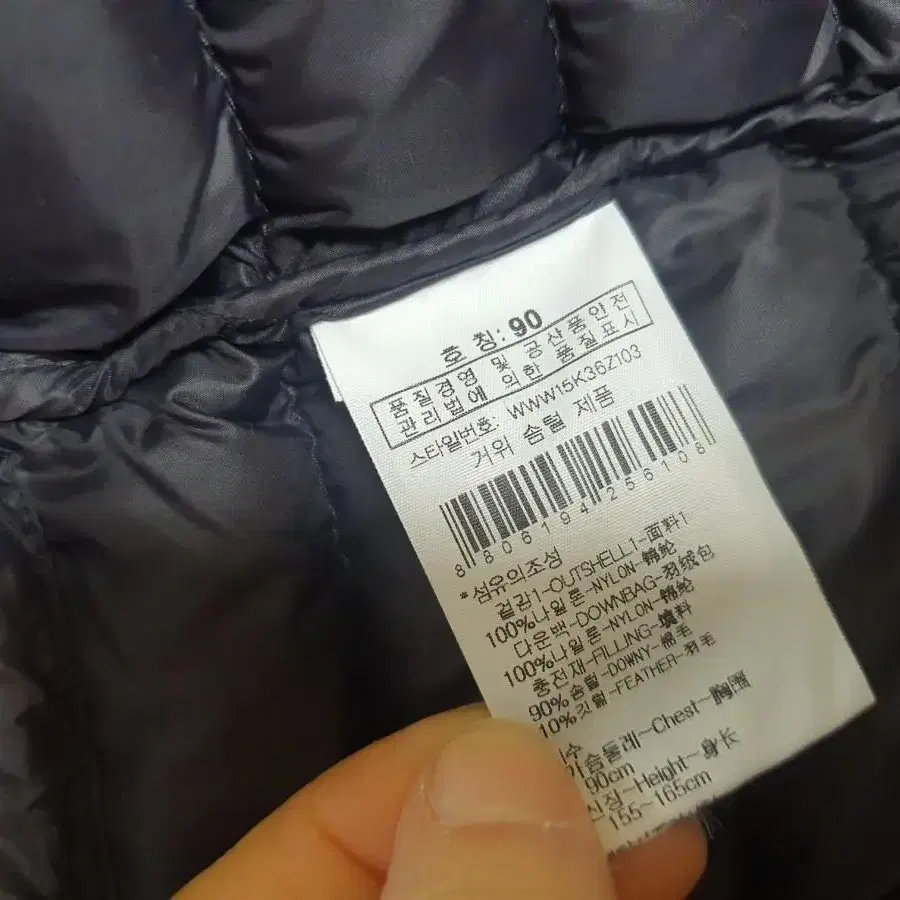 호 칭: 90
품질경영 및 공산품안전
관리법에 의한 품질표시
스타일번호: WWW15K36Z103
거위 솜털 제품
8806194256108
*섬유의조성
겉감1-OUTSHELL1-面料1
100%나일론-NYLON-锦纶
다운백-DOWNBAG-羽绒包
100%나일론-NYLON-锦纶
충전재-FILLING-填料
90%솜털-DOWNY-棉毛
10%깃털-FEATHER-羽毛
수
가슴둘레-Chest-胸围
90cm
신장-Height-身长
155~165cm